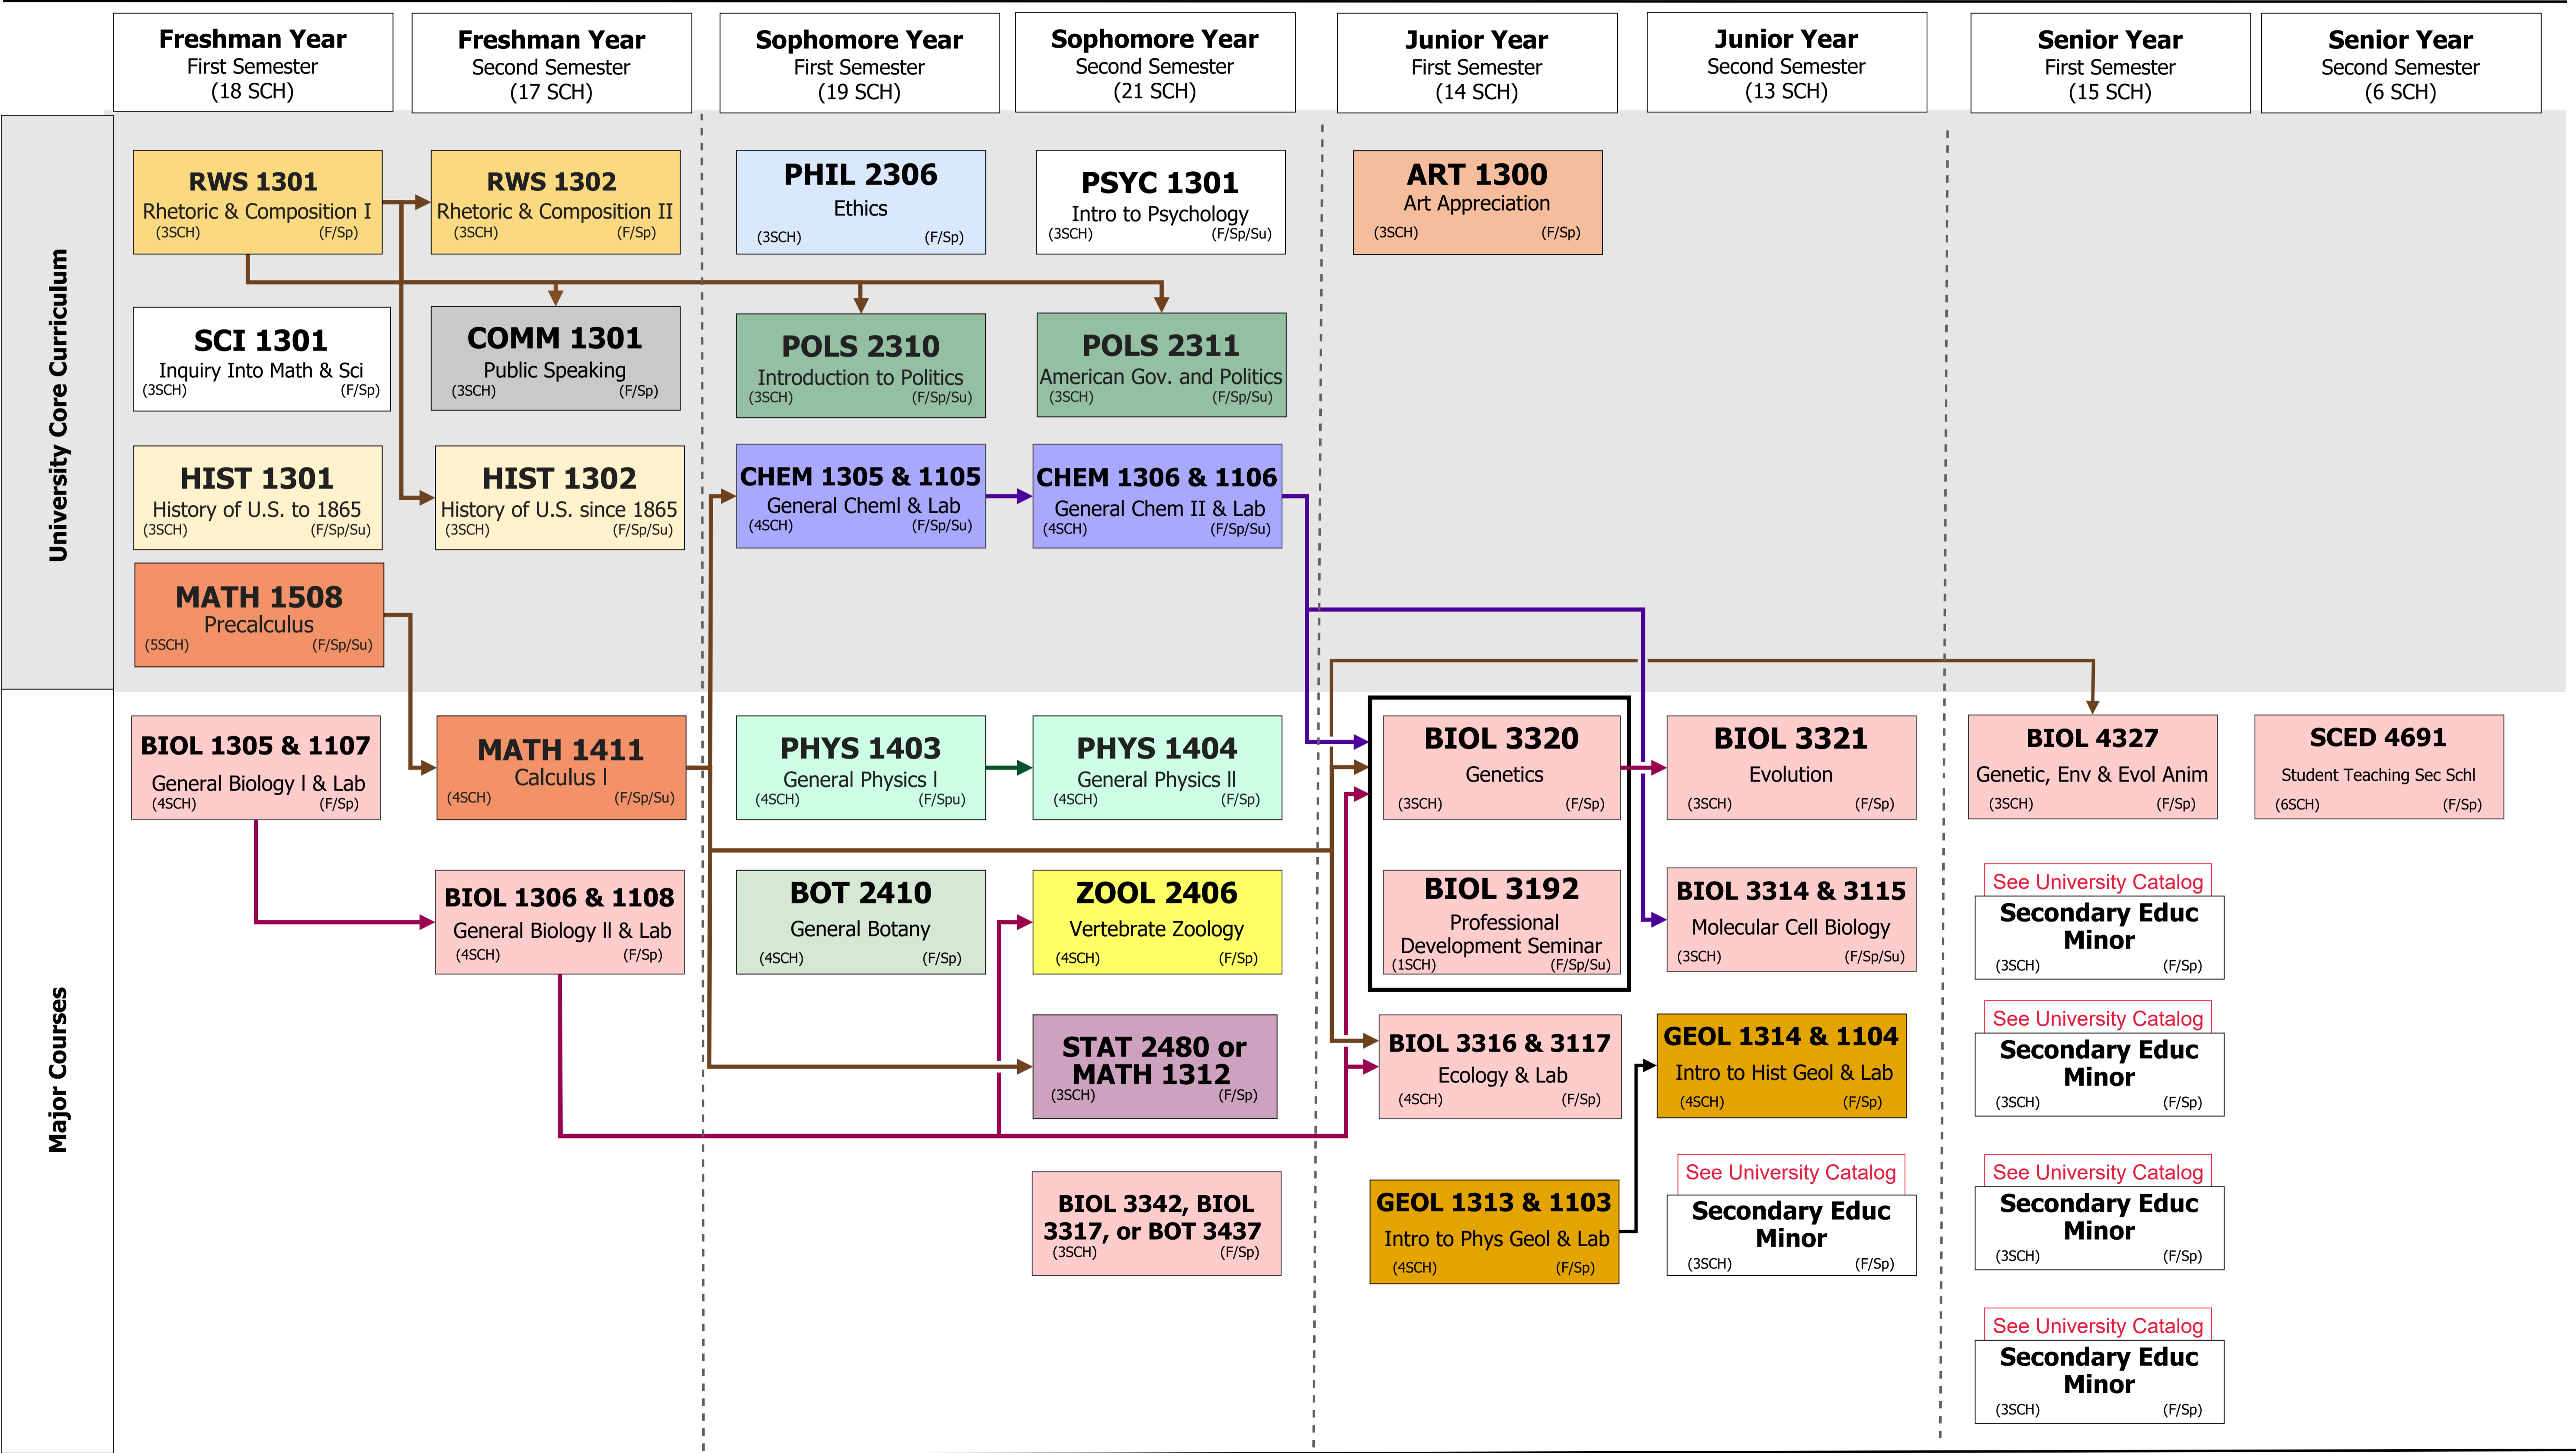 Freshman Year
First Semester
(18 SCH)
Freshman Year
Second Semester
(17 SCH)
Sophomore Year
First Semester
(19 SCH)
Sophomore Year
Second Semester
(21 SCH)
Junior Year
First Semester
(14 SCH)
Junior Year
Second Semester
(13 SCH)
Senior Year
First Semester
(15 SCH)
Senior Year
Second Semester
(6 SCH)
University Core Curriculum
RWS 1301
Rhetoric & Composition I
(3SCH) (F/Sp)
RWS 1302
Rhetoric & Composition II
(3SCH) (F/Sp)
PHIL 2306
Ethics
(3SCH) (F/Sp)
PSYC 1301
Intro to Psychology
(3SCH) (F/Sp/Su)
ART 1300
Art Appreciation
(3SCH) (F/Sp)
SCI 1301
Inquiry Into Math & Sci
(3SCH) (F/Sp)
COMM 1301
Public Speaking
(3SCH) (F/Sp)
POLS 2310
Introduction to Politics
(3SCH) (F/Sp/Su)
POLS 2311
American Gov. and Politics
(3SCH) (F/Sp/Su)
HIST 1301
History of U.S. to 1865
(3SCH) (F/Sp/Su)
HIST 1302
History of U.S. since 1865
(3SCH) (F/Sp/Su)
CHEM 1305 & 1105
General ChemI & Lab
(4SCH) (F/Sp/Su)
CHEM 1306 & 1106
General Chem II & Lab
(4SCH) (F/Sp/Su)
MATH 1508
Precalculus
(5SCH) (F/Sp/Su)
Major Courses
BIOL 1305 & 1107
General Biology l & Lab
(4SCH) (F/Sp)
MATH 1411
Calculus l
(4SCH) (F/Sp/Su)
PHYS 1403
General Physics l
(4SCH) (F/Spu)
PHYS 1404
General Physics ll
(4SCH) (F/Sp)
BIOL 3320
Genetics
(3SCH) (F/Sp)
BIOL 3321
Evolution
(3SCH) (F/Sp)
BIOL 4327
Genetic, Env & Evol Anim
(3SCH) (F/Sp)
SCED 4691
Student Teaching Sec Schl
(6SCH) (F/Sp)
BIOL 1306 & 1108
General Biology ll & Lab
(4SCH) (F/Sp)
BOT 2410
General Botany
(4SCH) (F/Sp)
ZOOL 2406
Vertebrate Zoology
(4SCH) (F/Sp)
BIOL 3192
Professional
Development Seminar
(1SCH) (F/Sp/Su)
BIOL 3314 & 3115
Molecular Cell Biology
(3SCH) (F/Sp/Su)
See University Catalog
Secondary Educ
Minor
(3SCH) (F/Sp)
STAT 2480 or
MATH 1312
(3SCH) (F/Sp)
BIOL 3316 & 3117
Ecology & Lab
(4SCH) (F/Sp)
GEOL 1314 & 1104
Intro to Hist Geol & Lab
(4SCH) (F/Sp)
See University Catalog
Secondary Educ
Minor
(3SCH) (F/Sp)
BIOL 3342, BIOL
3317, or BOT 3437
(3SCH) (F/Sp)
GEOL 1313 & 1103
Intro to Phys Geol & Lab
(4SCH) (F/Sp)
See University Catalog
Secondary Educ
Minor
(3SCH) (F/Sp)
See University Catalog
Secondary Educ
Minor
(3SCH) (F/Sp)
See University Catalog
Secondary Educ
Minor
(3SCH) (F/Sp)